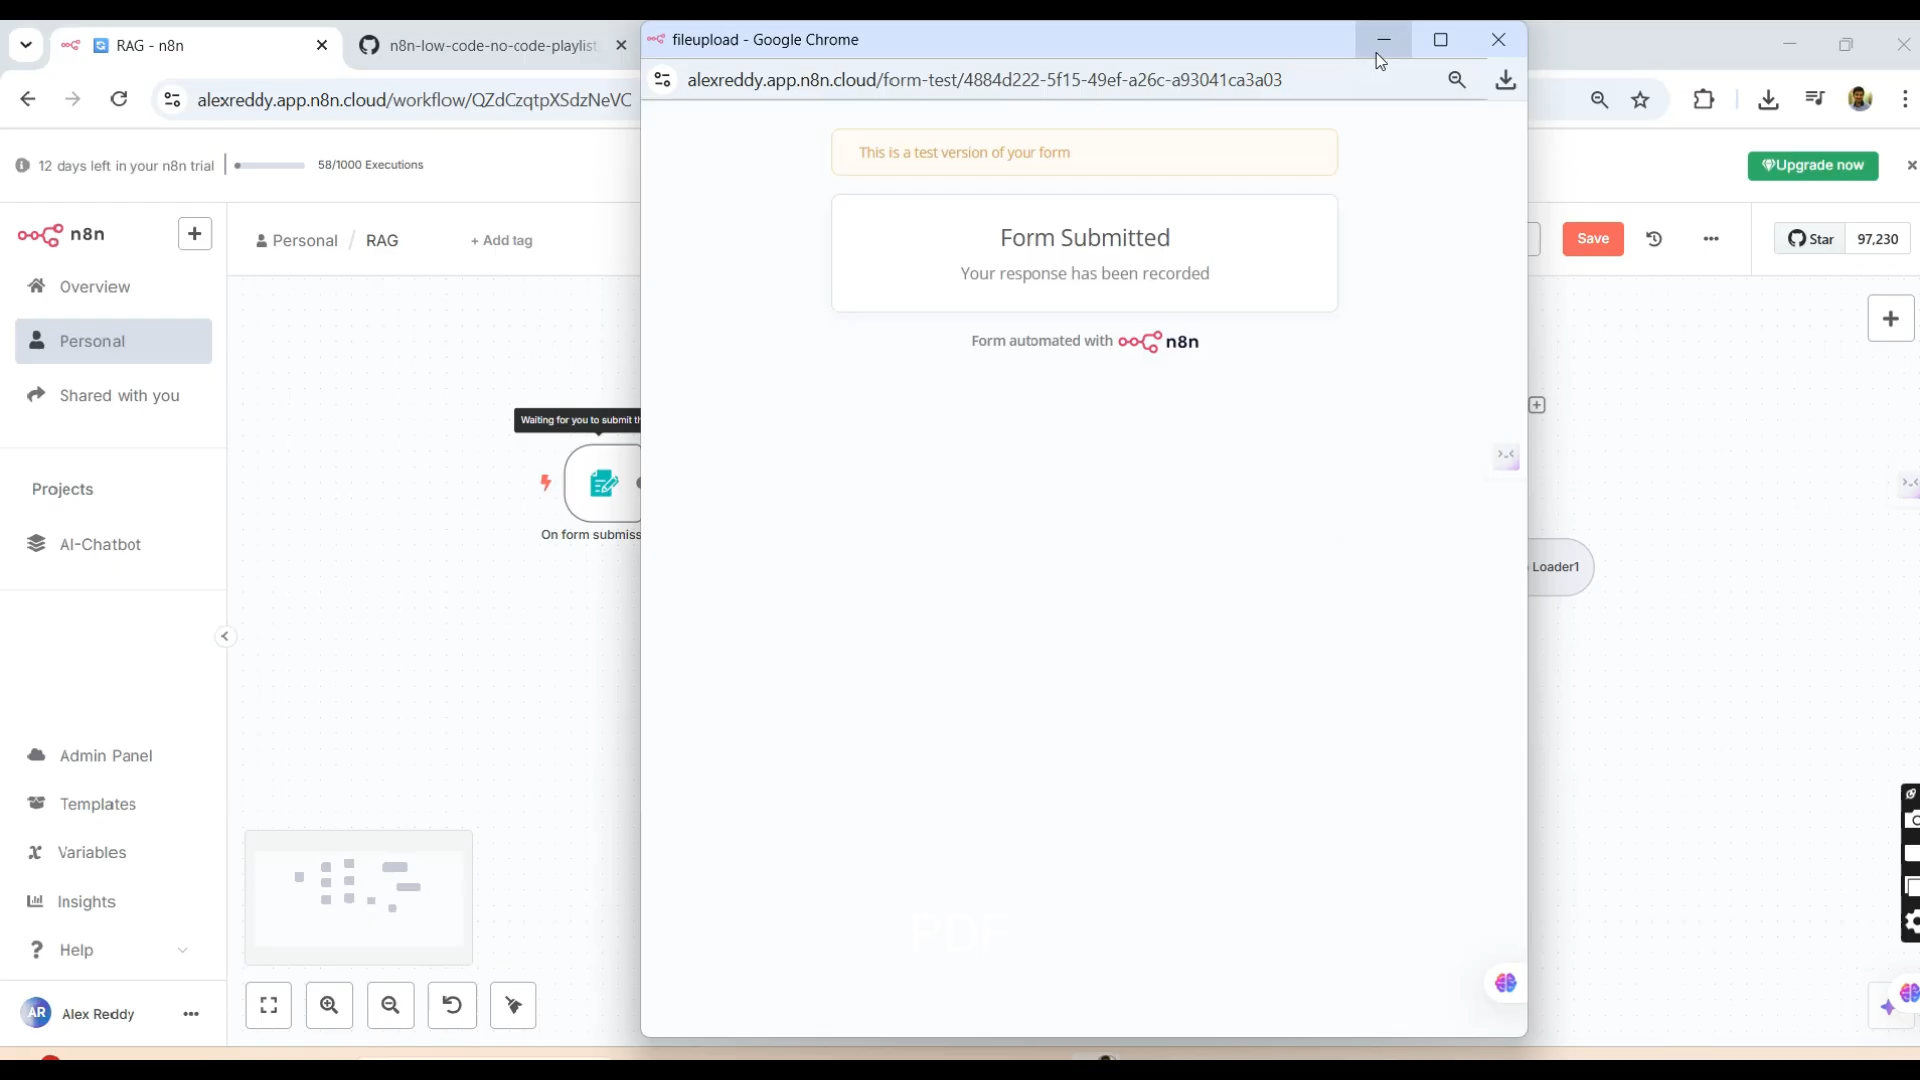 RAG - n8n
n8n-low-code-no-code-playlist
fileupload - Google Chrome
alexreddy.app.n8n.cloud/workflow/QZdCzqtpXSdzNeVC
alexreddy.app.n8n.cloud/form-test/4884d222-5f15-49ef-a26c-a93041ca3a03
12 days left in your n8n trial
58/1000 Executions
Upgrade now
n8n
Personal / RAG
+ Add tag
Save
Star
97,230
Overview
Personal
Shared with you
Projects
AI-Chatbot
Admin Panel
Templates
Variables
Insights
Help
AR
Alex Reddy
Waiting for you to submit th
On form submiss
This is a test version of your form
Form Submitted
Your response has been recorded
Form automated with n8n
Loader1
PDF